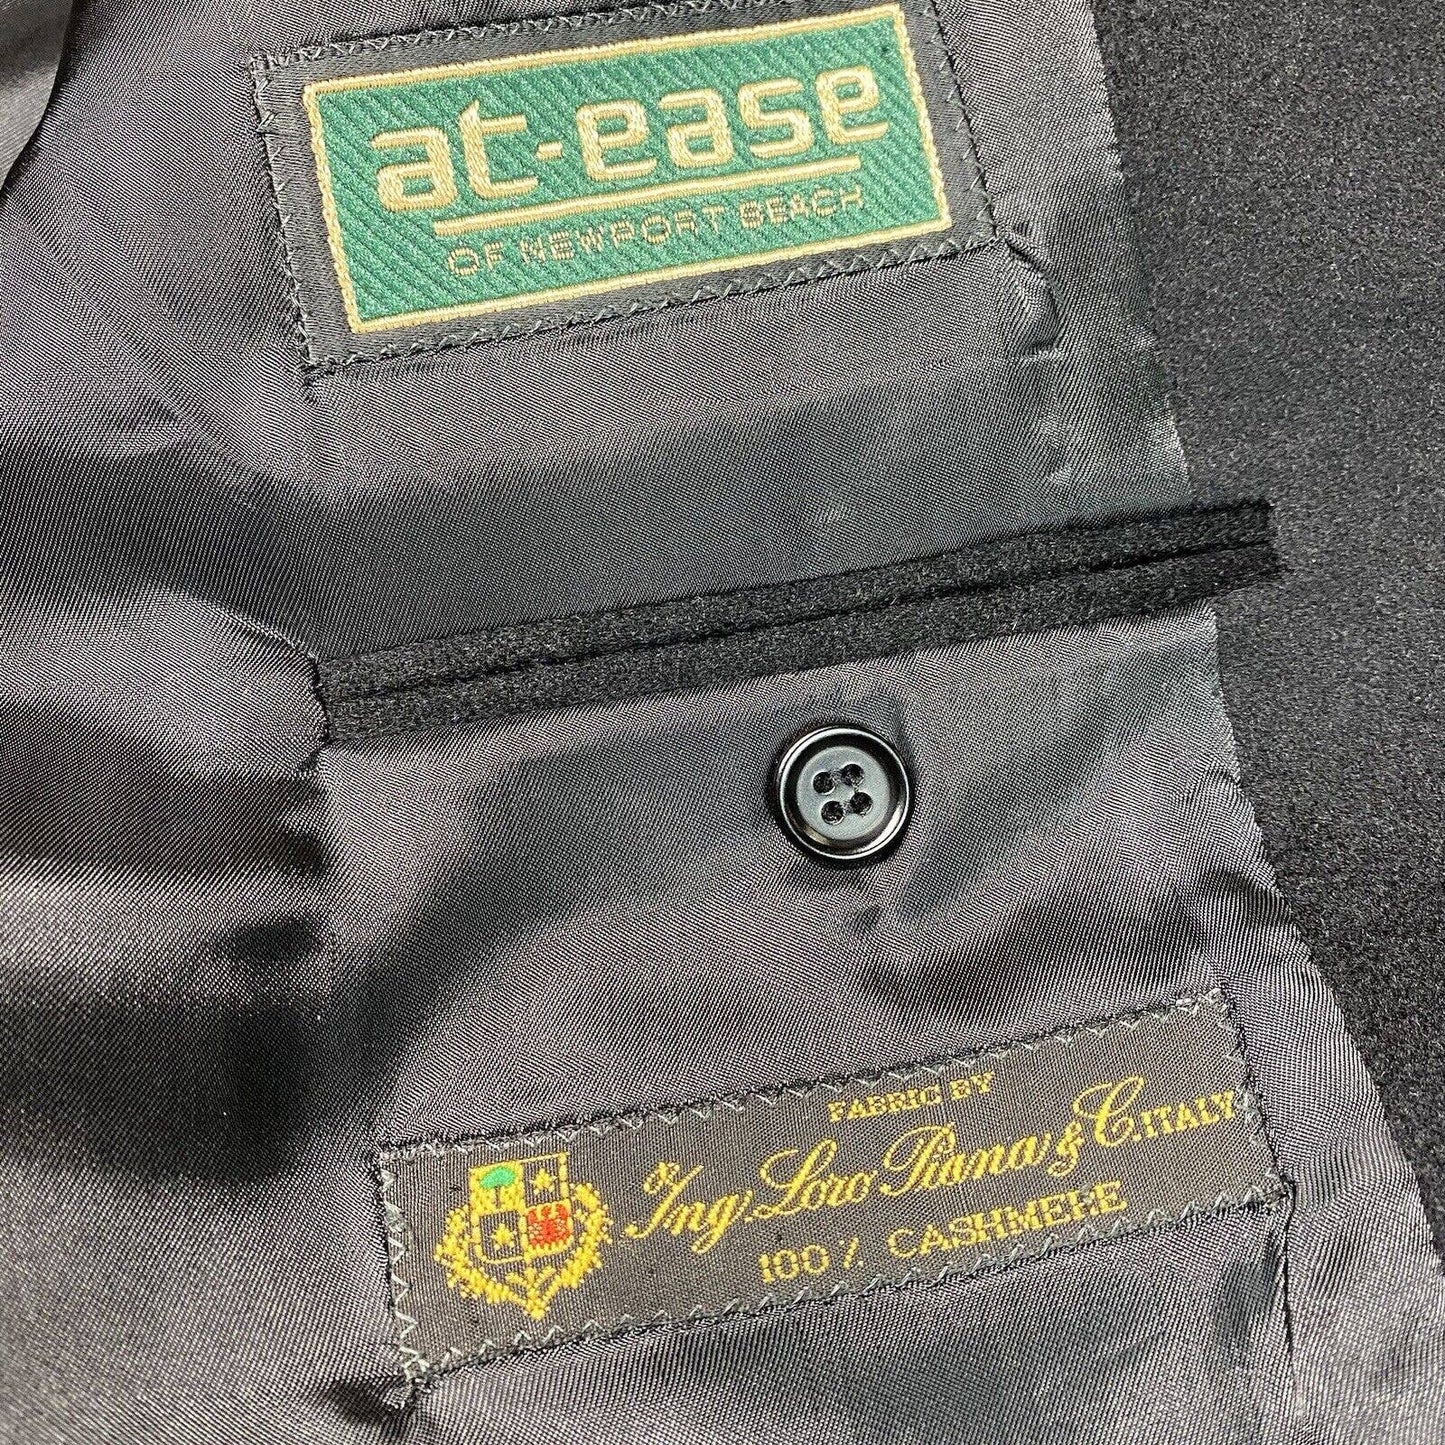 at-ease
OF NEWPORT BEACH
FABRIC BY
Ing. Loro Piana & C. ITALY
100 % CASHMERE